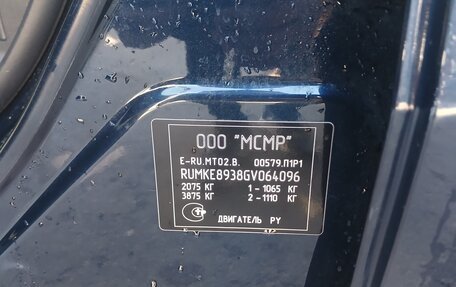 ООО "МСМР"
E-RU.MT02.B. 00579.П1Р1
RUMKE8938GV064096
2075 КГ 1 - 1065 КГ
3875 КГ 2 - 1110 КГ
ДВИГАТЕЛЬ PY